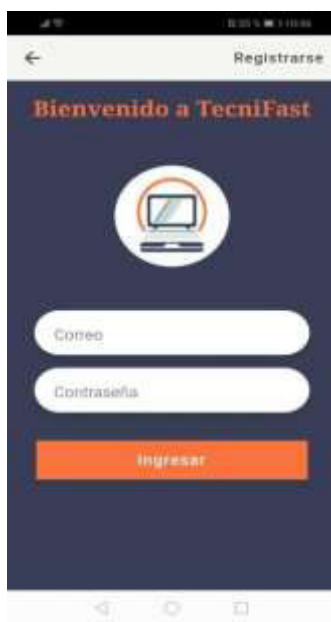 Registrarse
Bienvenido a TecniFast
Correo
Contraseña
Ingresar